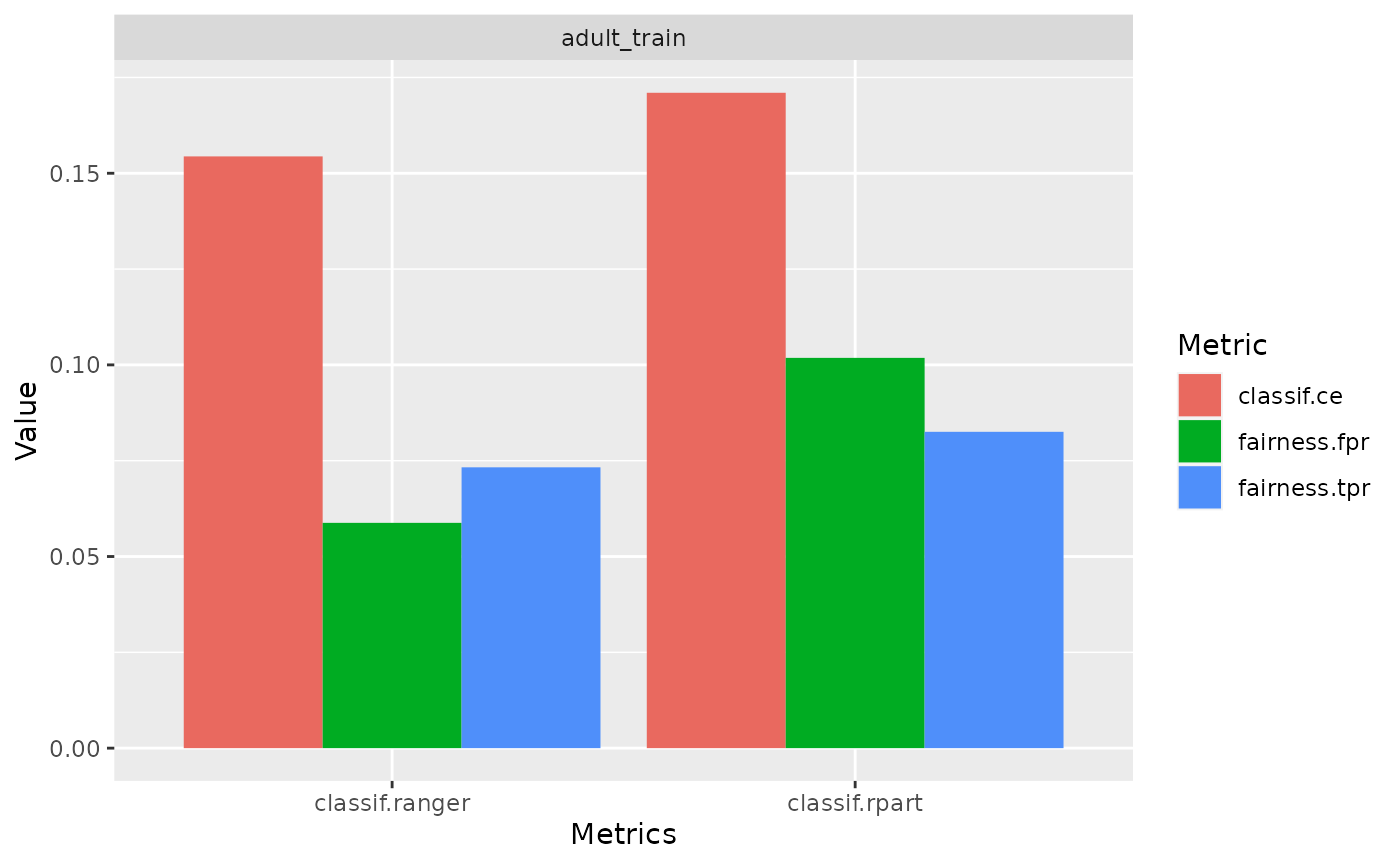 adult_train
Value
0.15
0.10
0.05
0.00
classif.ranger
classif.rpart
Metrics
Metric
classif.ce
fairness.fpr
fairness.tpr